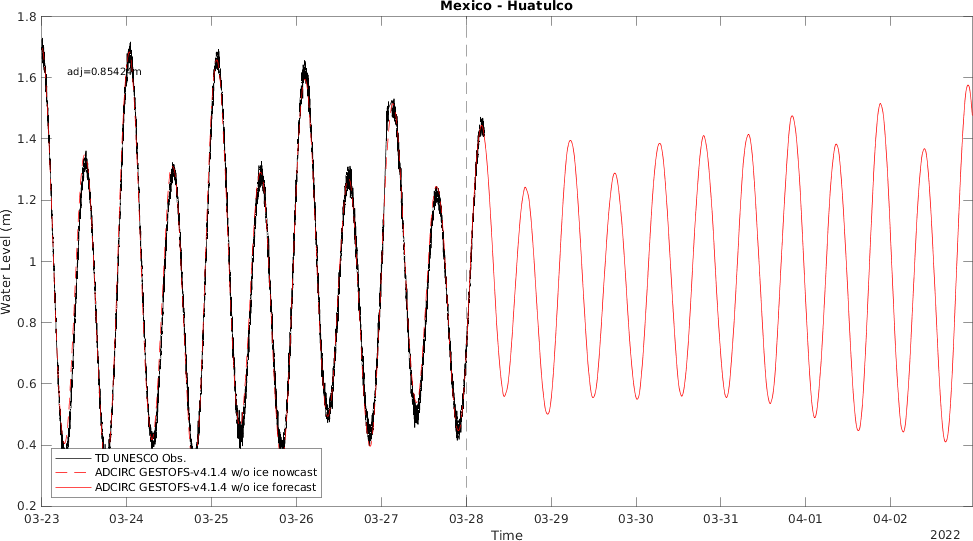 Mexico - Huatulco
1.8
1.6
1.4
1.2
1
0.8
0.6
0.4
0.2
Water Level (m)
adj=0.85424m
TD UNESCO Obs.
ADCIRC GESTOFS-v4.1.4 w/o ice nowcast
ADCIRC GESTOFS-v4.1.4 w/o ice forecast
03-23 03-24 03-25 03-26 03-27 03-28 03-29 03-30 03-31 04-01 04-02
Time
2022